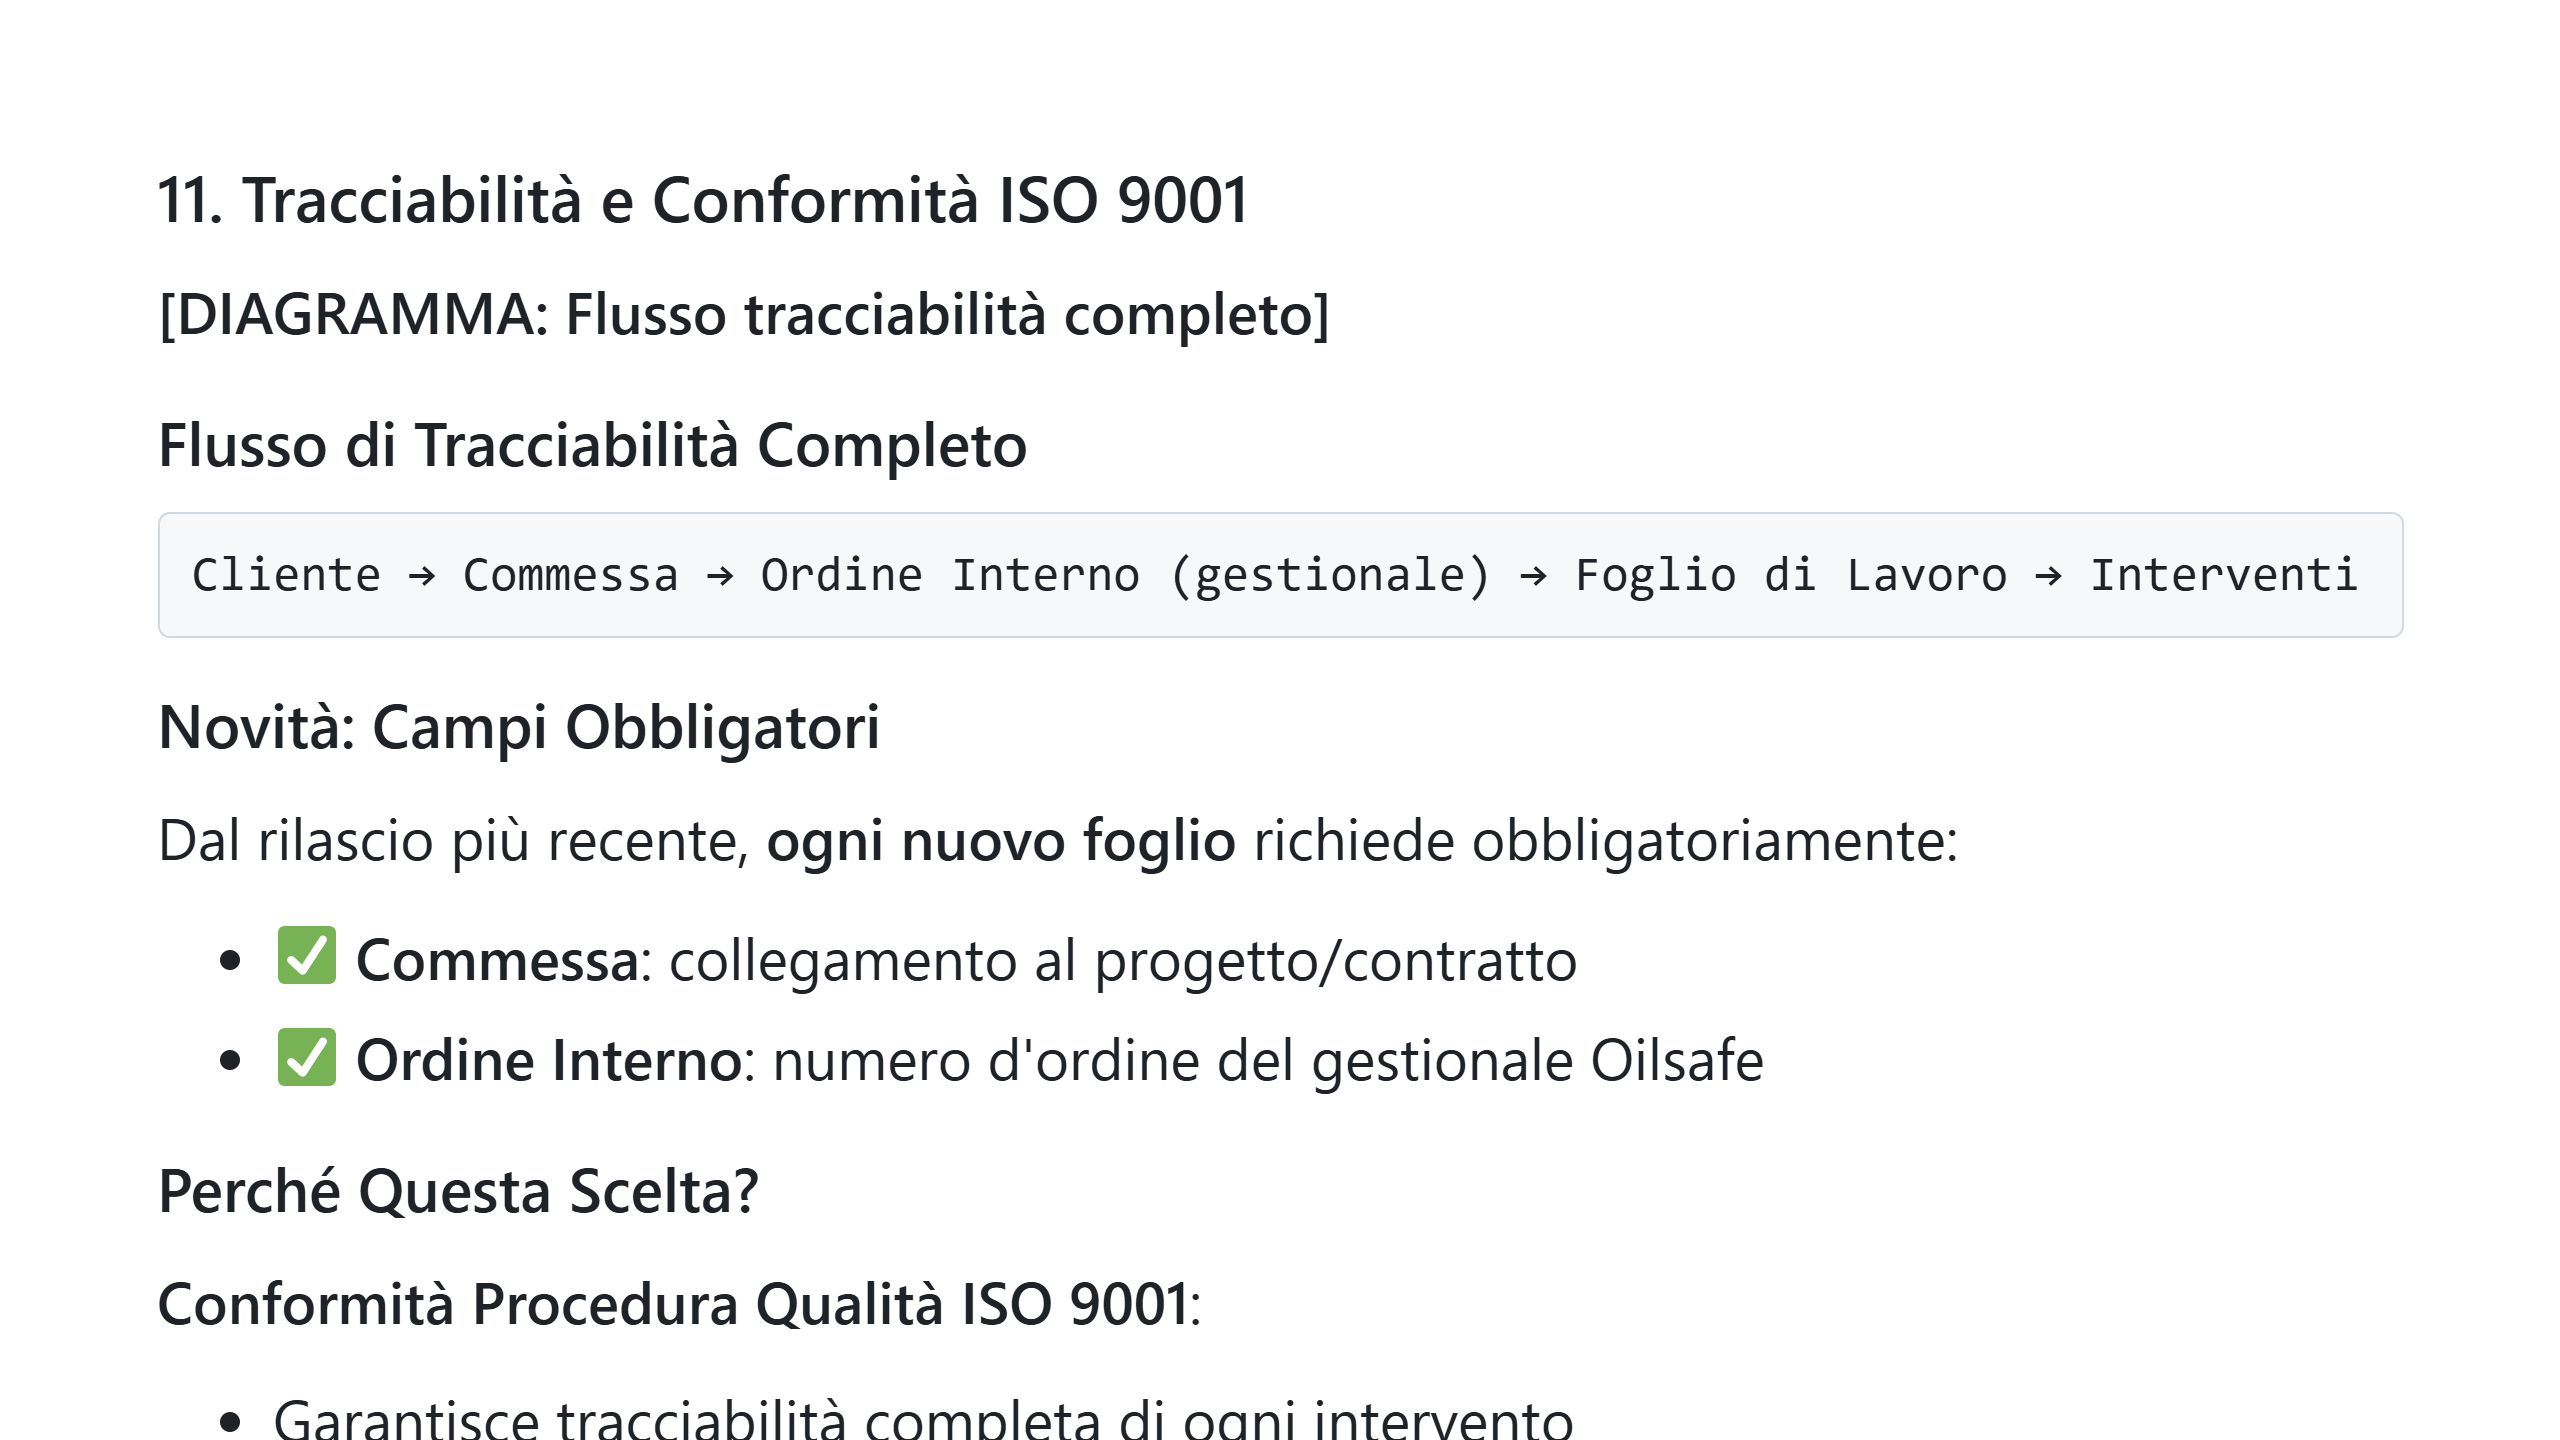 11. Tracciabilità e Conformità ISO 9001
[DIAGRAMMA: Flusso tracciabilità completo]
Flusso di Tracciabilità Completo
Cliente → Commessa → Ordine Interno (gestionale) → Foglio di Lavoro → Interventi
Novità: Campi Obbligatori
Dal rilascio più recente, ogni nuovo foglio richiede obbligatoriamente:
• ✅ Commessa: collegamento al progetto/contratto
• ✅ Ordine Interno: numero d'ordine del gestionale Oilsafe
Perché Questa Scelta?
Conformità Procedura Qualità ISO 9001:
• Garantisce tracciabilità completa di ogni intervento